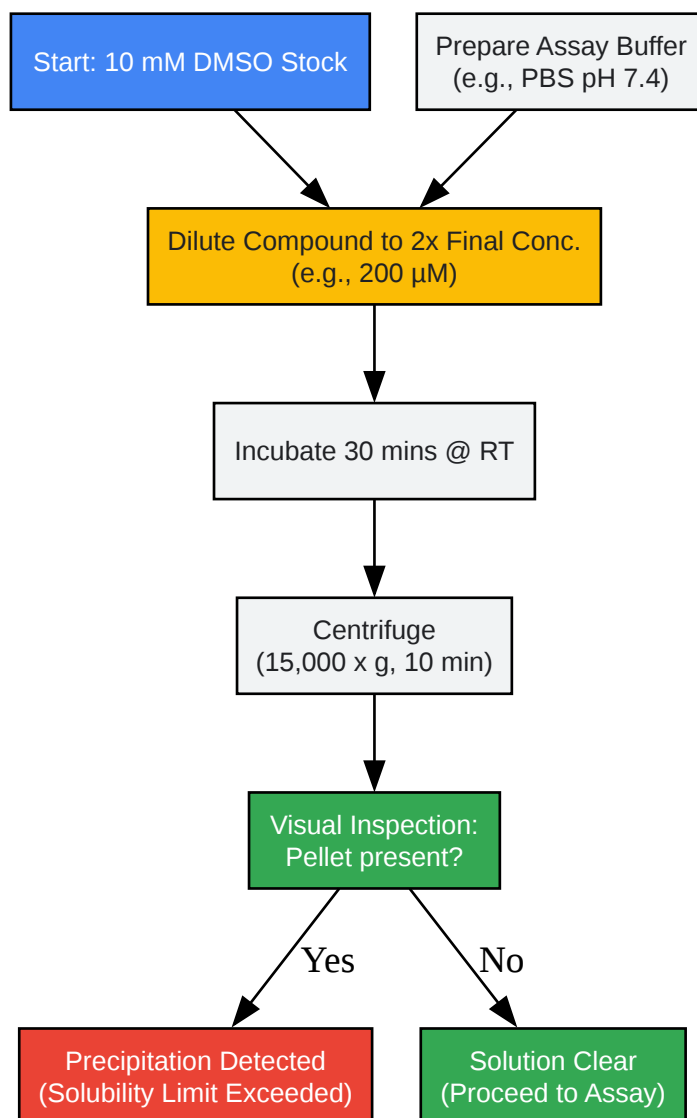 Start: 10 mM DMSO Stock
Prepare Assay Buffer
(e.g., PBS pH 7.4)
Dilute Compound to 2x Final Conc.
(e.g., 200 µM)
Incubate 30 mins @ RT
Centrifuge
(15,000 x g, 10 min)
Visual Inspection:
Pellet present?
Yes
No
Precipitation Detected
(Solubility Limit Exceeded)
Solution Clear
(Proceed to Assay)